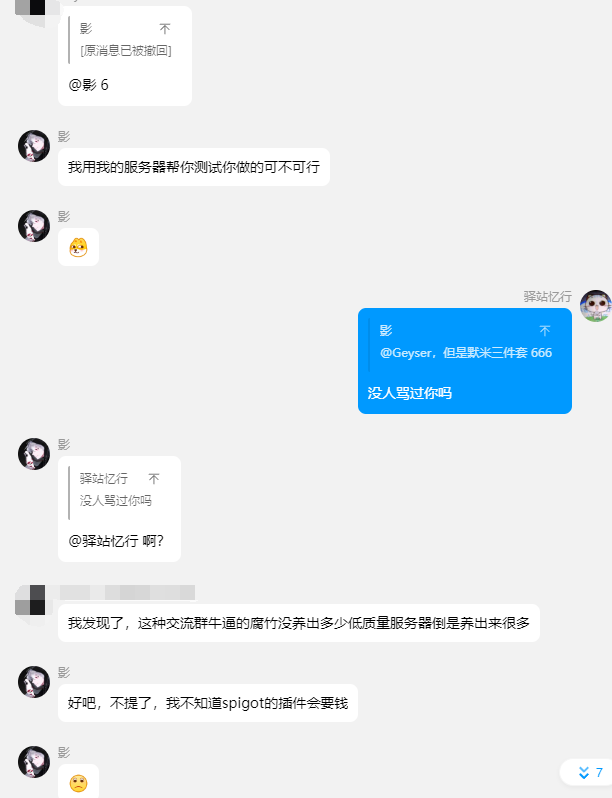 影
[原消息已被撤回]
@影 6
影
我用我的服务器帮你测试你做的可不可行
影
驿站忆行
影
@Geyser，但是默米三件套 666
没人骂过你吗
影
驿站忆行
没人骂过你吗
@驿站忆行 啊?
我发现了，这种交流群牛逼的腐竹没养出多少低质量服务器倒是养出来很多
影
好吧，不提了，我不知道spigot的插件会要钱
影
7